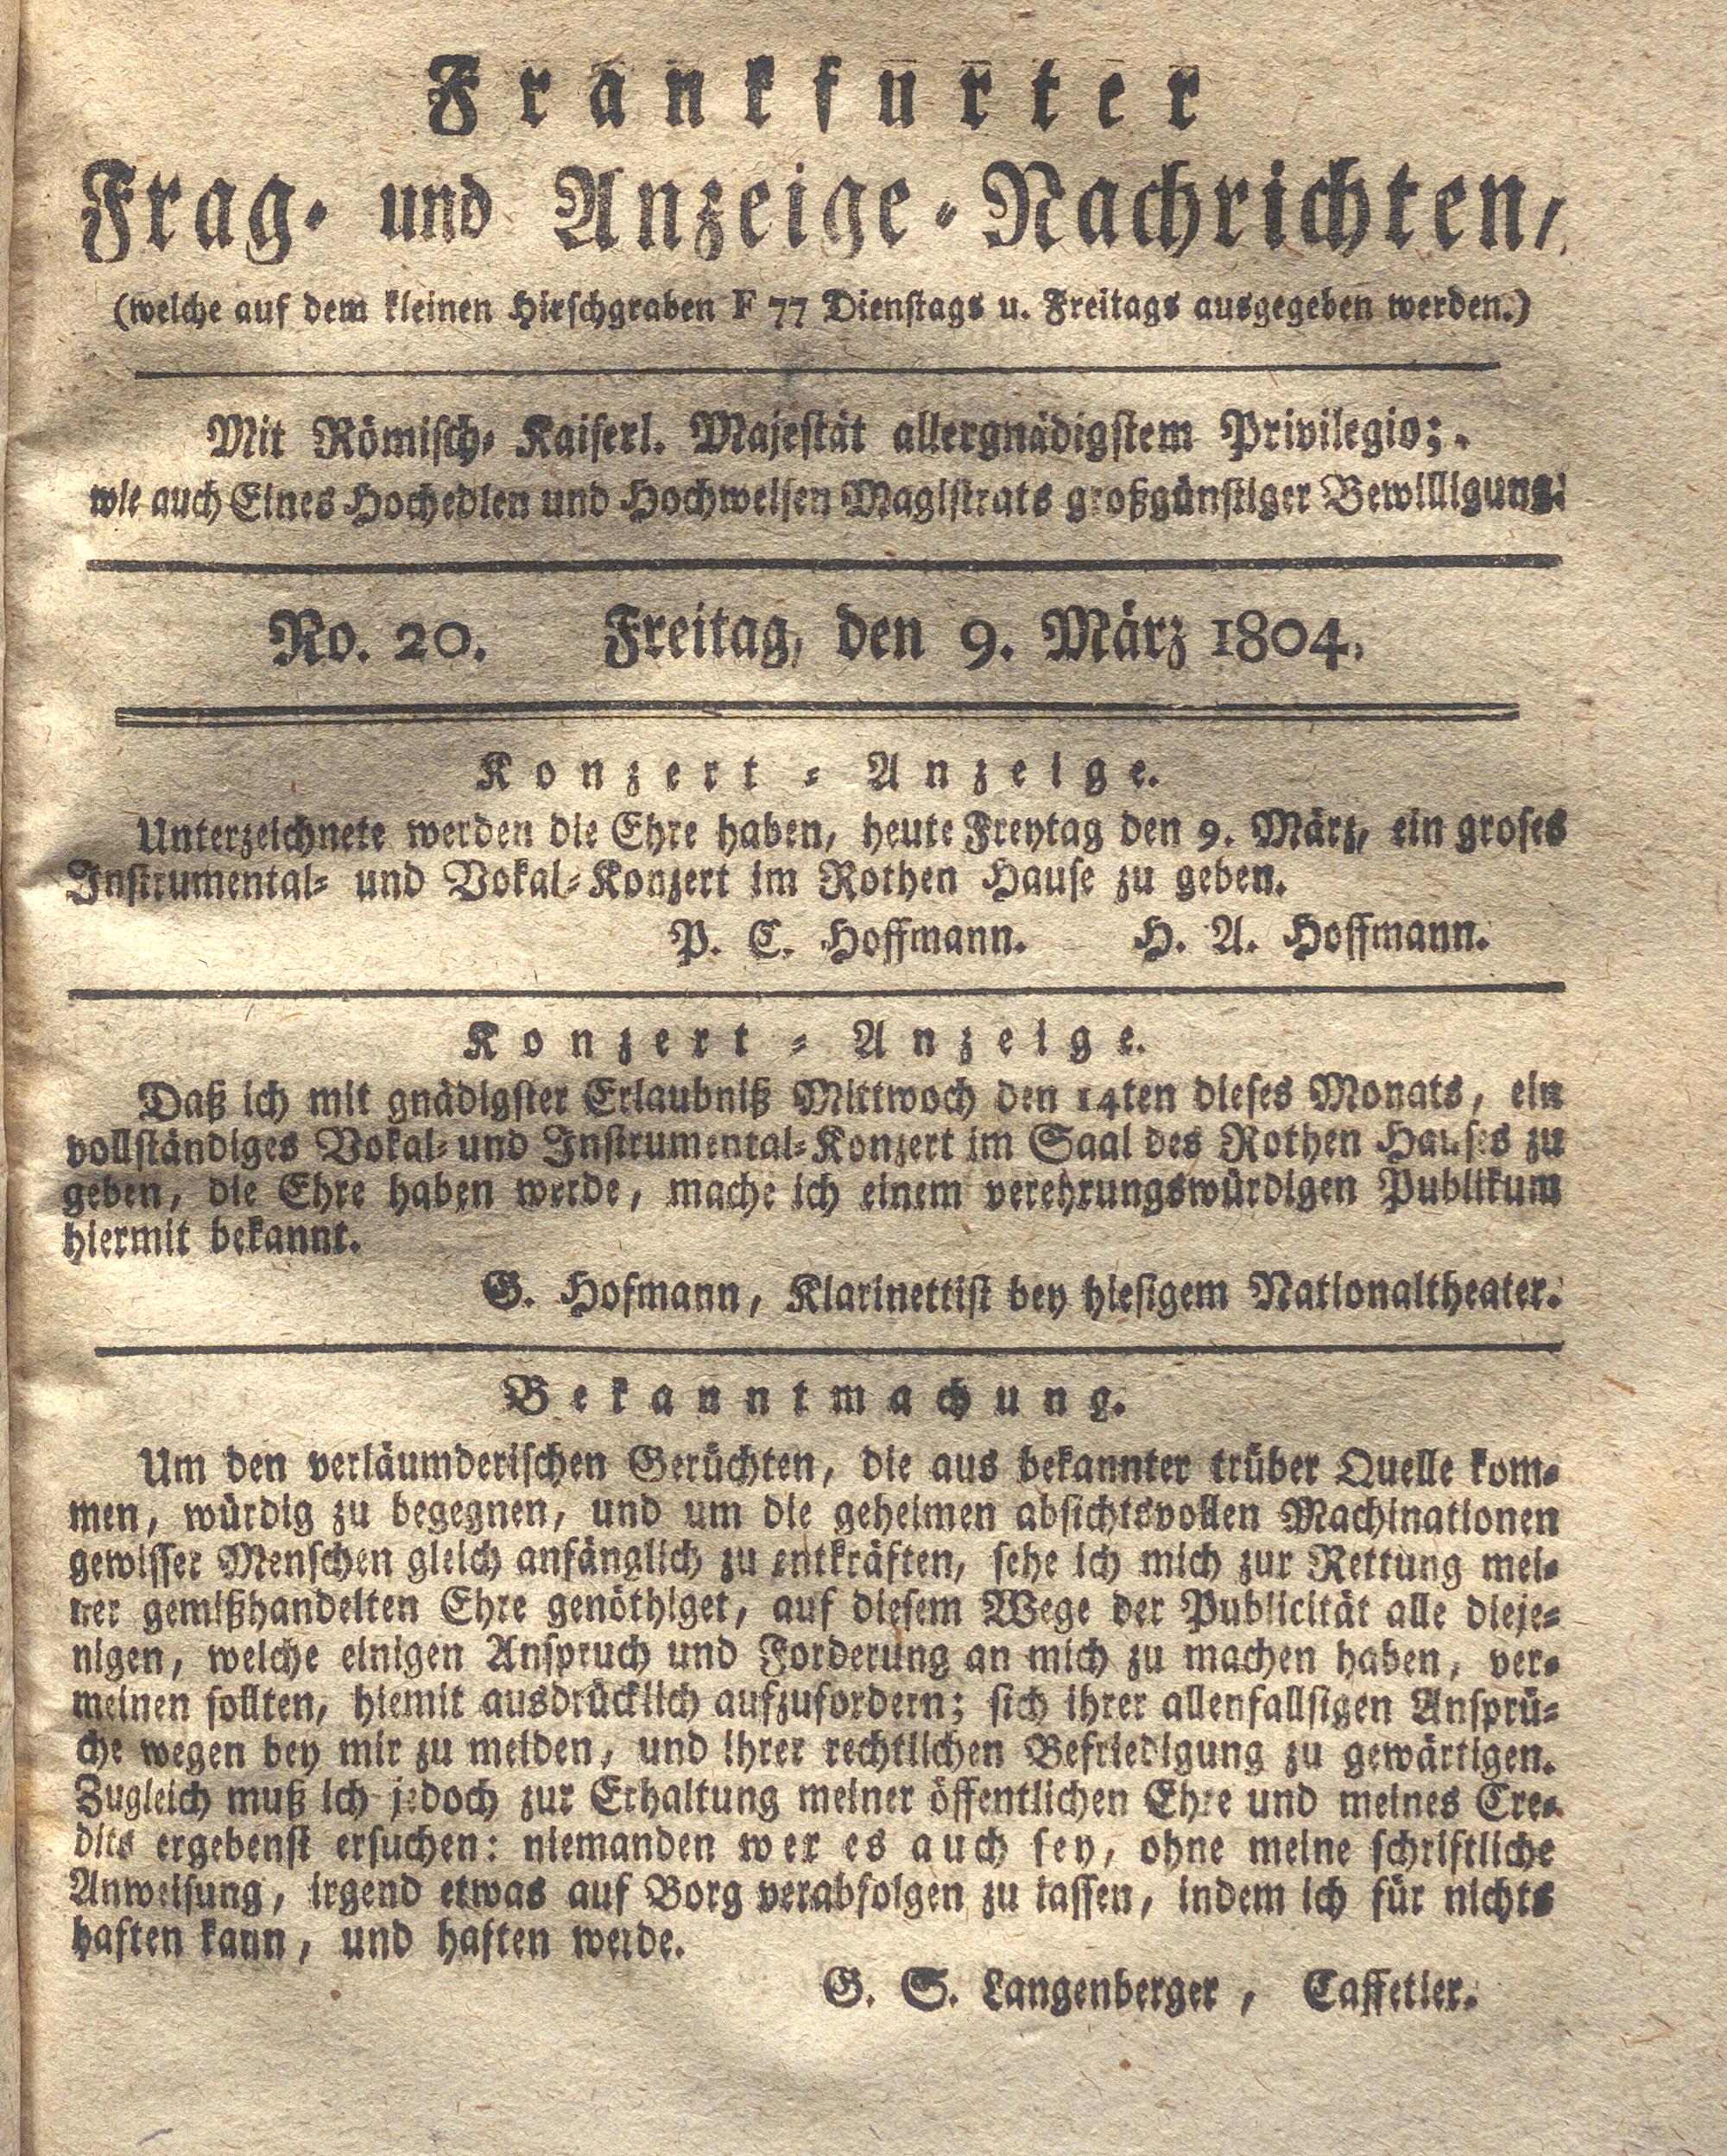 Frankfurter
Frag- und Anzeige-Nachrichten,
(welche auf dem kleinen Hirschgraben F 77 Dienstags u. Freitags ausgegeben werden.)
Mit Römisch- Kaiserl. Majestät allergnädigstem Privilegio;
wie auch Eines Hochedlen und Hochweisen Magistrats großgünstiger Bewilligung.
No. 20. Freitag, den 9. März 1804.
Konzert-Anzeige.
Unterzeichnete werden die Ehre haben, heute Freytag den 9. März, ein groses
Instrumental- und Vokal-Konzert im Rothen Hause zu geben.
P. C. Hoffmann. H. A. Hoffmann.
Konzert-Anzeige.
Daß ich mit gnädigster Erlaubniß Mittwoch den 14ten dieses Monats, ein
vollständiges Vokal- und Instrumental-Konzert im Saal des Rothen Hauses zu
geben, die Ehre haben werde, mache ich einem verehrungswürdigen Publikum
hiermit bekannt.
G. Hofmann, Klarinettist bey hiesigem Nationaltheater.
Bekanntmachung.
Um den verläumderischen Gerüchten, die aus bekannter trüber Quelle kom-
men, würdig zu begegnen, und um die geheimen absichtsvollen Machinationen
gewisser Menschen gleich anfänglich zu entkräften, sehe ich mich zur Rettung mei-
ner gemißhandelten Ehre genöthiget, auf diesem Wege der Publicität alle dieje-
nigen, welche einigen Anspruch und Forderung an mich zu machen haben, ver-
meinen sollten, hiemit ausdrücklich aufzufordern; sich ihrer allenfallsigen Ansprü-
che wegen bey mir zu melden, und ihrer rechtlichen Befriedigung zu gewärtigen.
Zugleich muß ich jedoch zur Erhaltung meiner öffentlichen Ehre und meines Cre-
dits ergebenst ersuchen: niemanden wer es auch sey, ohne meine schriftliche
Anweisung, irgend etwas auf Borg verabfolgen zu lassen, indem ich für nichts
haften kann, und haften werde.
G. S. Langenberger, Caffetier.